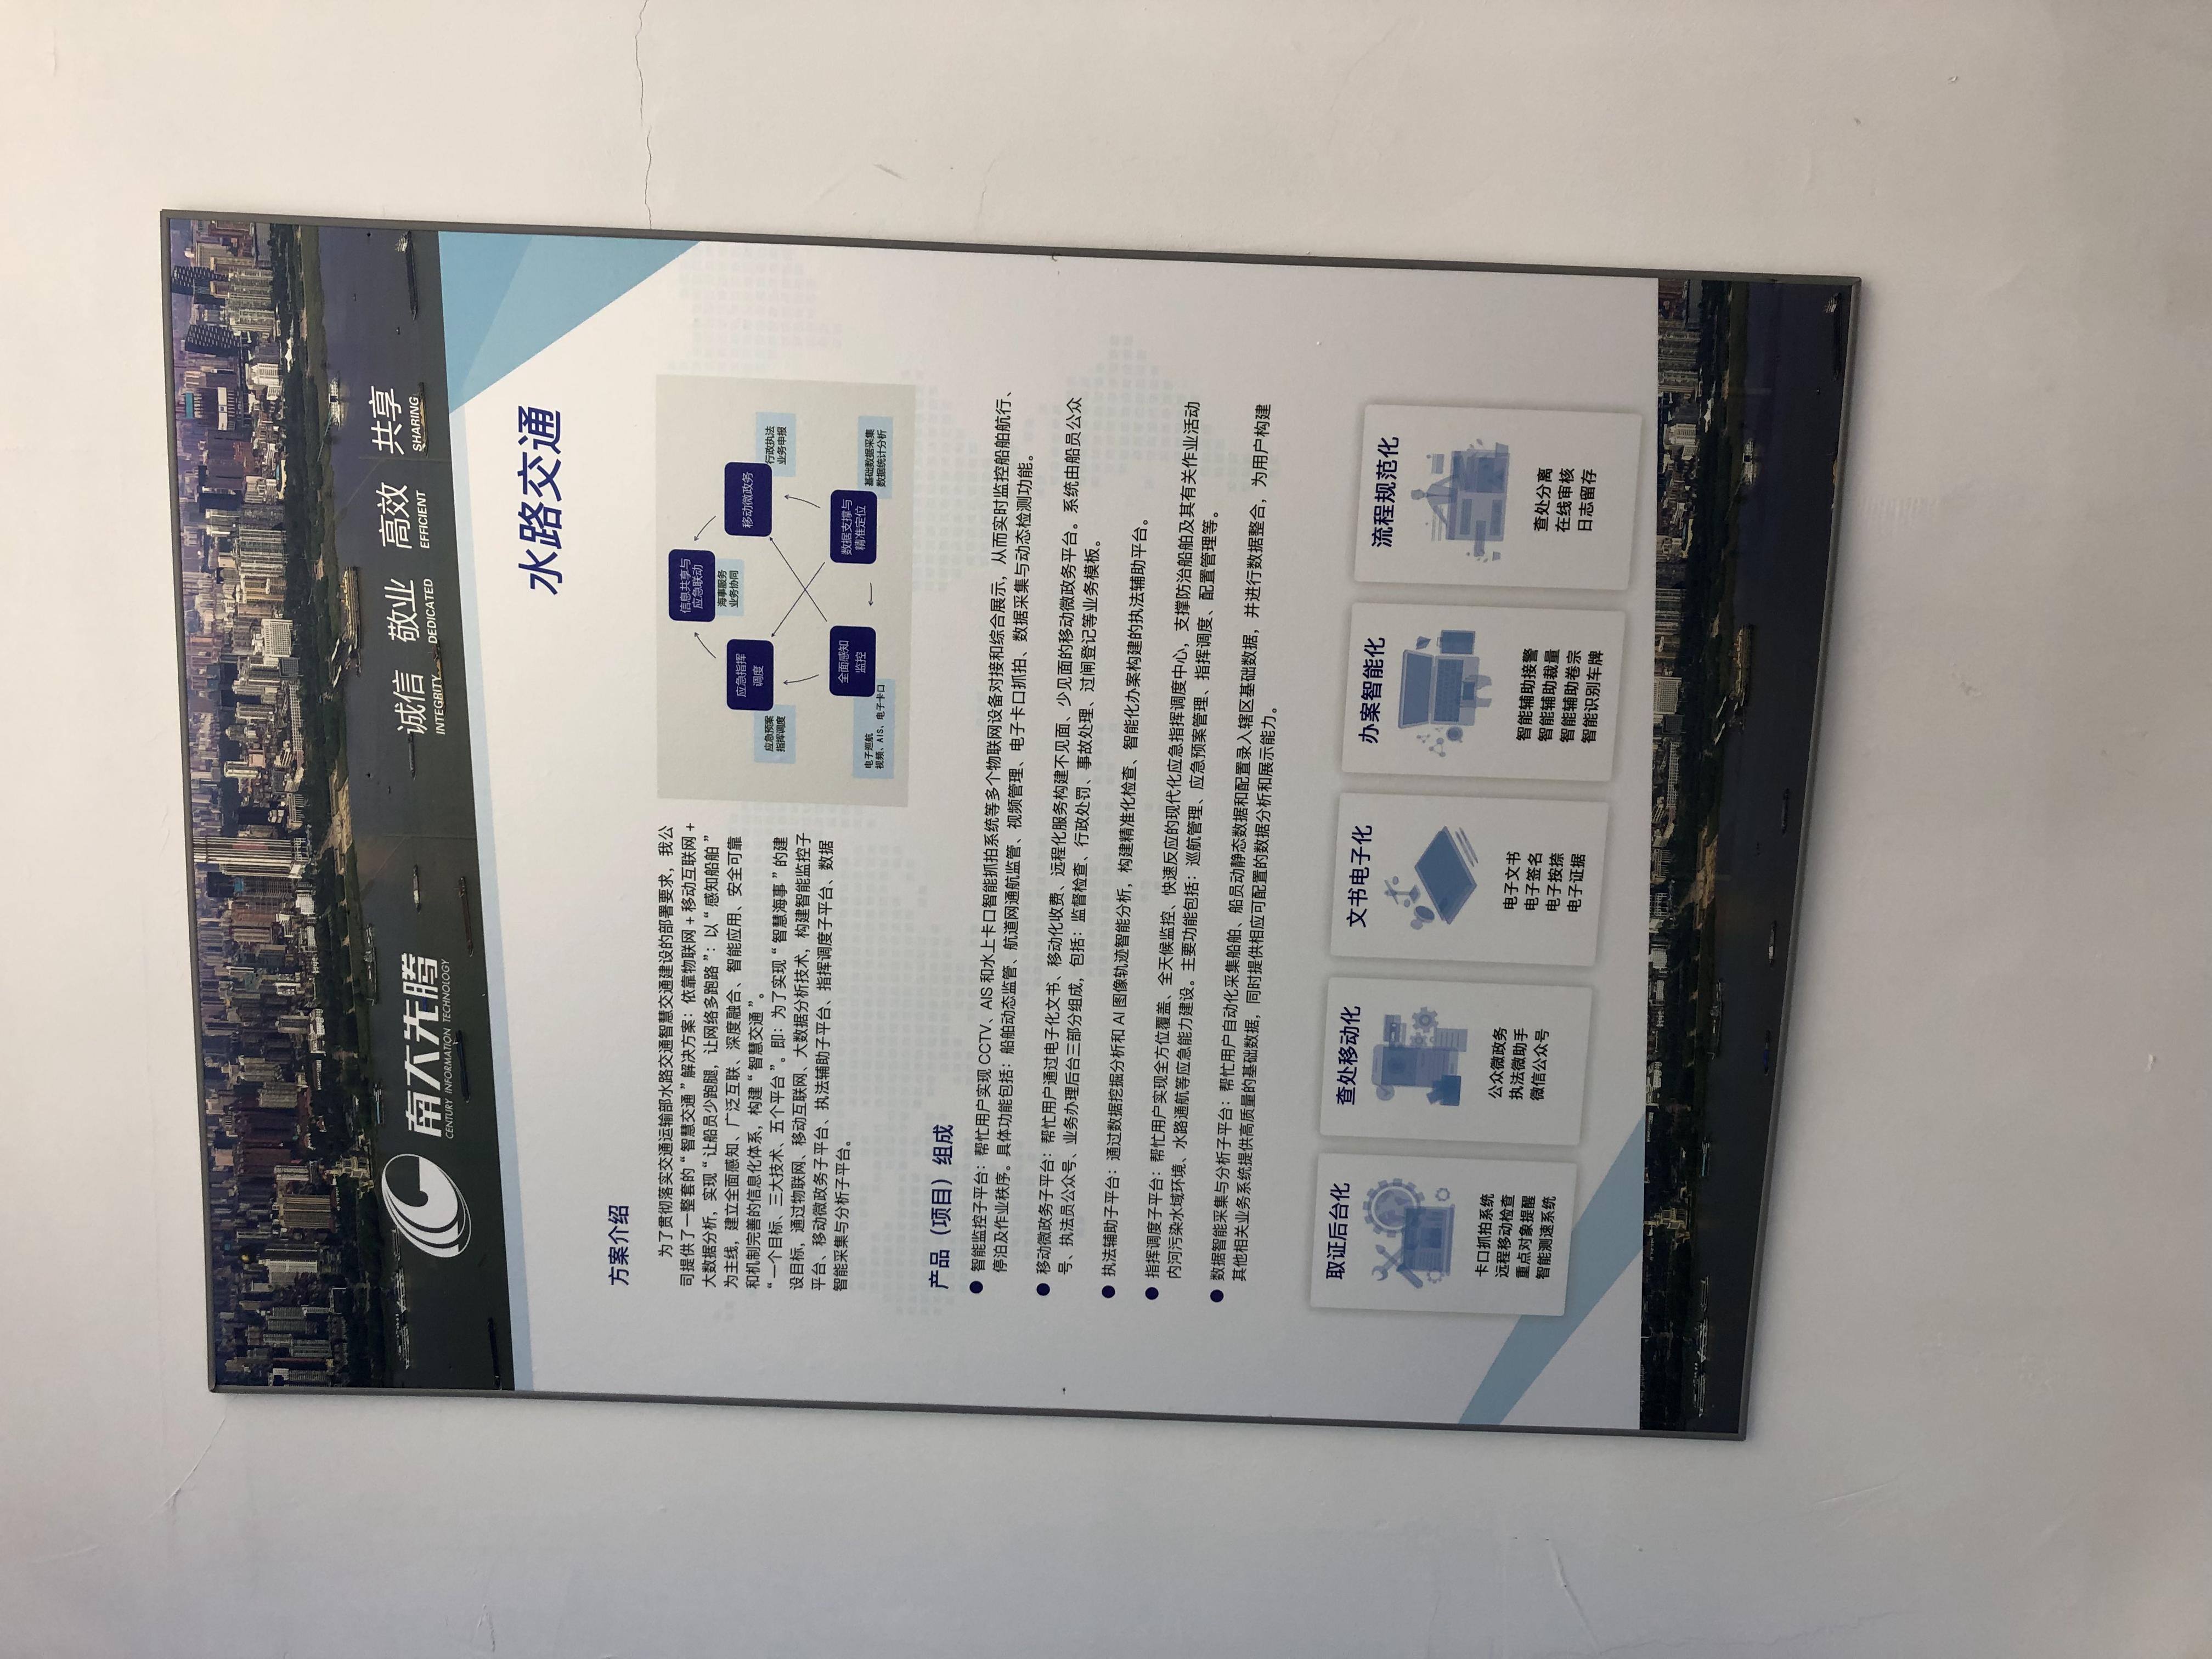 南大先腾
CENTURY INFORMATION TECHNOLOGY
诚信 敬业 高效 共享
INTEGRITY DEDICATED EFFICIENT SHARING
水路交通
方案介绍
为了贯彻落实交通运输部水路交通智慧交通建设的部署要求，我公
司提供了一整套的“智慧交通”解决方案：依靠物联网+移动互联网+
大数据分析，实现“让船员少跑腿，让网络多跑路”：以“感知船舶”
为主线，建立全面感知、广泛互联、深度融合、智能应用、安全可靠
和机制完善的信息化体系，构建“智慧交通”。
“一个目标、三大技术、五个平台”。即：为了实现“智慧海事”的建
设目标，通过物联网、移动互联网、大数据分析技术，构建智能监控子
平台、移动微政务子平台、执法辅助子平台、指挥调度子平台、数据
智能采集与分析子平台。
信息共享与
应急联动
海事服务
业务协同
应急指挥
调度
应急预案
指挥调度
移动微政务
行政执法
业务申报
全面感知
监控
电子巡航
视频、AIS、电子卡口
数据支撑与
精准定位
基础数据采集
数据统计分析
产品（项目）组成
● 智能监控子平台：帮忙用户实现 CCTV、AIS 和水上卡口智能抓拍系统等多个物联网设备对接和综合展示，从而实时监控船舶航行、
停泊及作业秩序。具体功能包括：船舶动态监管、航道网通航监管、视频管理、电子卡口抓拍、数据采集与动态检测功能。
● 移动微政务子平台：帮忙用户通过电子化文书、移动化收费、远程化服务构建不见面、少见面的移动微政务平台。系统由船员公众
号、执法员公众号、业务办理后台三部分组成，包括：监督检查、行政处罚、事故处理、过闸登记等业务模板。
● 执法辅助子平台：通过数据挖掘分析和 AI 图像轨迹智能分析，构建精准化检查、智能化办案构建的执法辅助平台。
● 指挥调度子平台：帮忙用户实现全方位覆盖、全天候监控、快速反应的现代化应急指挥调度中心，支撑防治船舶及其有关作业活动
内河污染水域环境、水路通航等应急能力建设。主要功能包括：巡航管理、应急预案管理、指挥调度、配置管理等。
● 数据智能采集与分析子平台：帮忙用户自动化采集船舶、船员动静态数据和配置录入辖区基础数据，并进行数据整合，为用户构建
其他相关业务系统提供高质量的基础数据，同时提供相应可配置的数据分析和展示能力。
取证后台化
卡口抓拍系统
远程移动检查
重点对象提醒
智能测速系统
查处移动化
公众微政务
执法微助手
微信公众号
文书电子化
电子文书
电子签名
电子按捺
电子证据
办案智能化
智能辅助接警
智能辅助裁量
智能辅助卷宗
智能识别车牌
流程规范化
查处分离
在线审核
日志留存